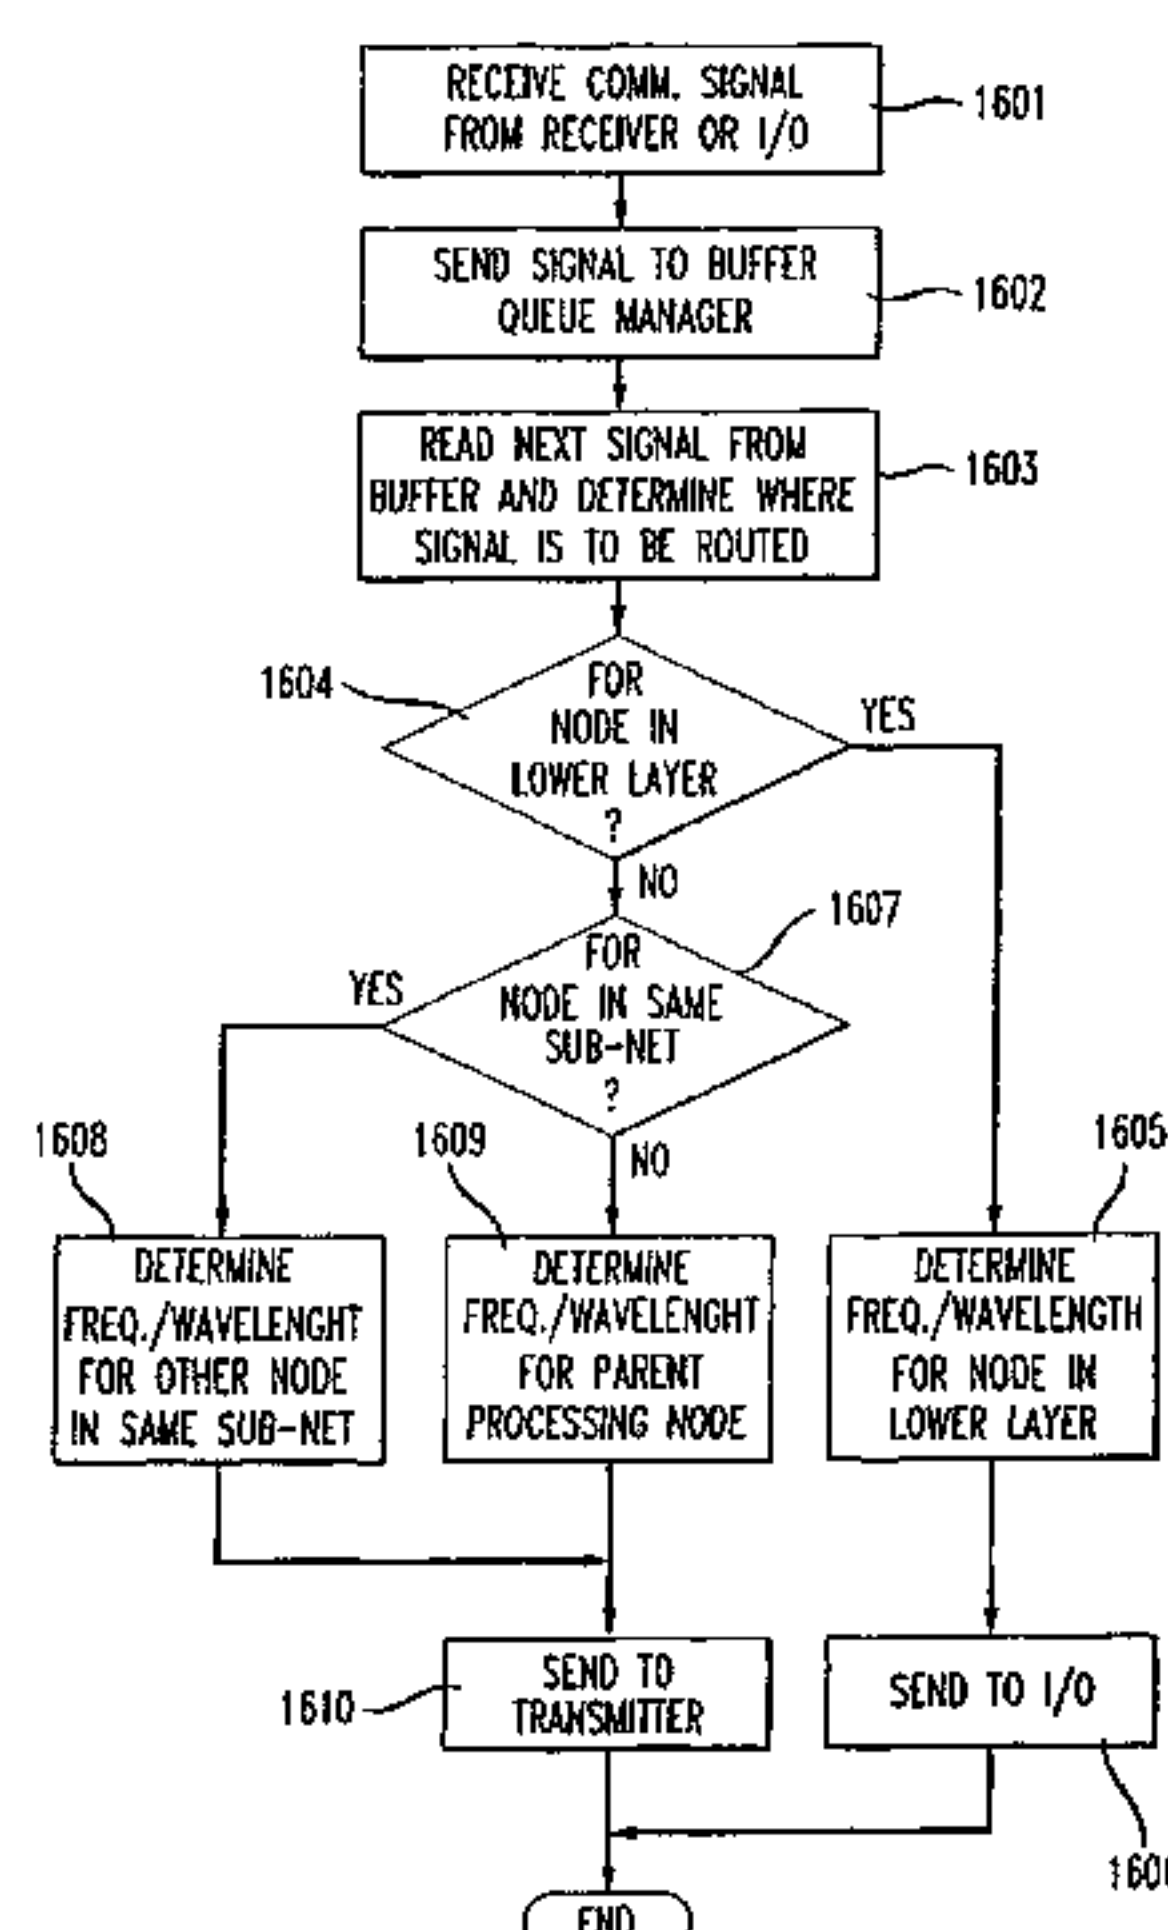 RECEIVE COMM. SIGNAL
FROM RECEIVER OR I/O
1601
SEND SIGNAL TO BUFFER
QUEUE MANAGER
1602
READ NEXT SIGNAL FROM
BUFFER AND DETERMINE WHERE
SIGNAL IS TO BE ROUTED
1603
1604
FOR
NODE IN
LOWER LAYER
?
YES
NO
1607
FOR
NODE IN SAME
SUB-NET
?
YES
NO
1608
DETERMINE
FREQ./WAVELENGHT
FOR OTHER NODE
IN SAME SUB-NET
1609
DETERMINE
FREQ./WAVELENGHT
FOR PARENT
PROCESSING NODE
1605
DETERMINE
FREQ./WAVELENGTH
FOR NODE IN
LOWER LAYER
1610
SEND TO
TRANSMITTER
SEND TO I/O
END